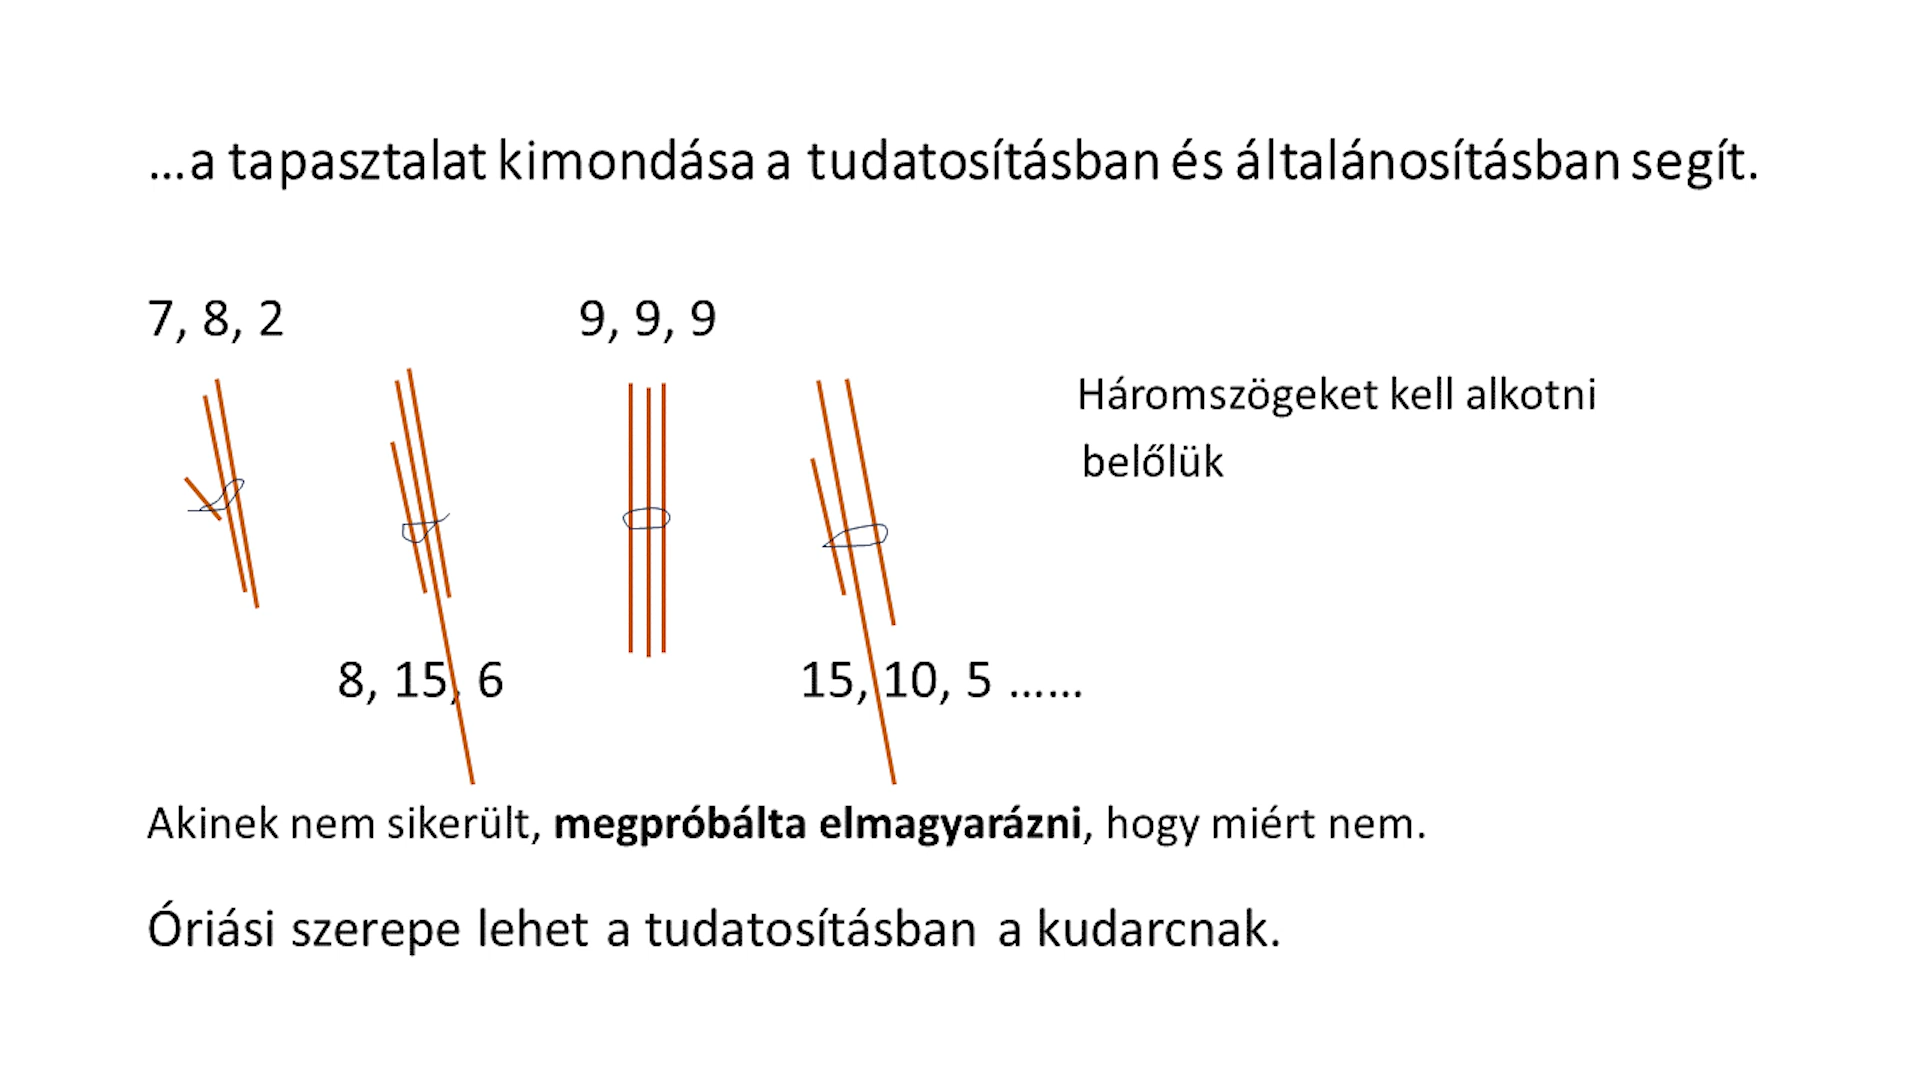 ...a tapasztalat kimondása a tudatosításban és általánosításban segít.
7, 8, 2
9, 9, 9
Háromszögeket kell alkotni
belőlük
8, 15, 6
15, 10, 5 ......
Akinek nem sikerült, megpróbálta elmagyarázni, hogy miért nem.
Óriási szerepe lehet a tudatosításban a kudarcnak.